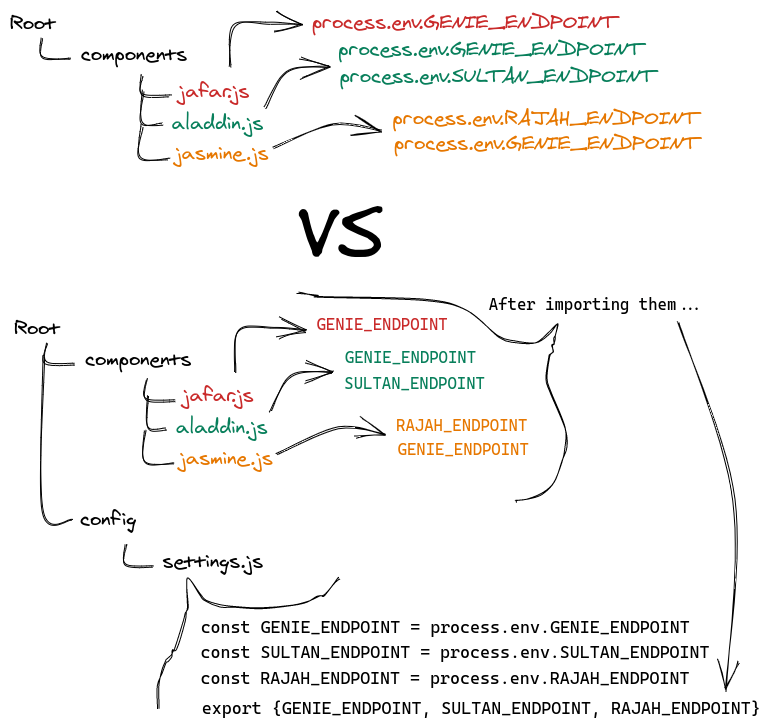 Root
process.env.GENIE_ENDPOINT
components
process.env.GENIE_ENDPOINT
process.env.SULTAN_ENDPOINT
jafar.js
aladdin.js
process.env.RAJAH_ENDPOINT
process.env.GENIE_ENDPOINT
jasmine.js
VS
After importing them...
Root
GENIE_ENDPOINT
components
GENIE_ENDPOINT
SULTAN_ENDPOINT
jafar.js
aladdin.js
RAJAH_ENDPOINT
GENIE_ENDPOINT
jasmine.js
config
settings.js
const GENIE_ENDPOINT = process.env.GENIE_ENDPOINT
const SULTAN_ENDPOINT = process.env.SULTAN_ENDPOINT
const RAJAH_ENDPOINT = process.env.RAJAH_ENDPOINT
export {GENIE_ENDPOINT, SULTAN_ENDPOINT, RAJAH_ENDPOINT}